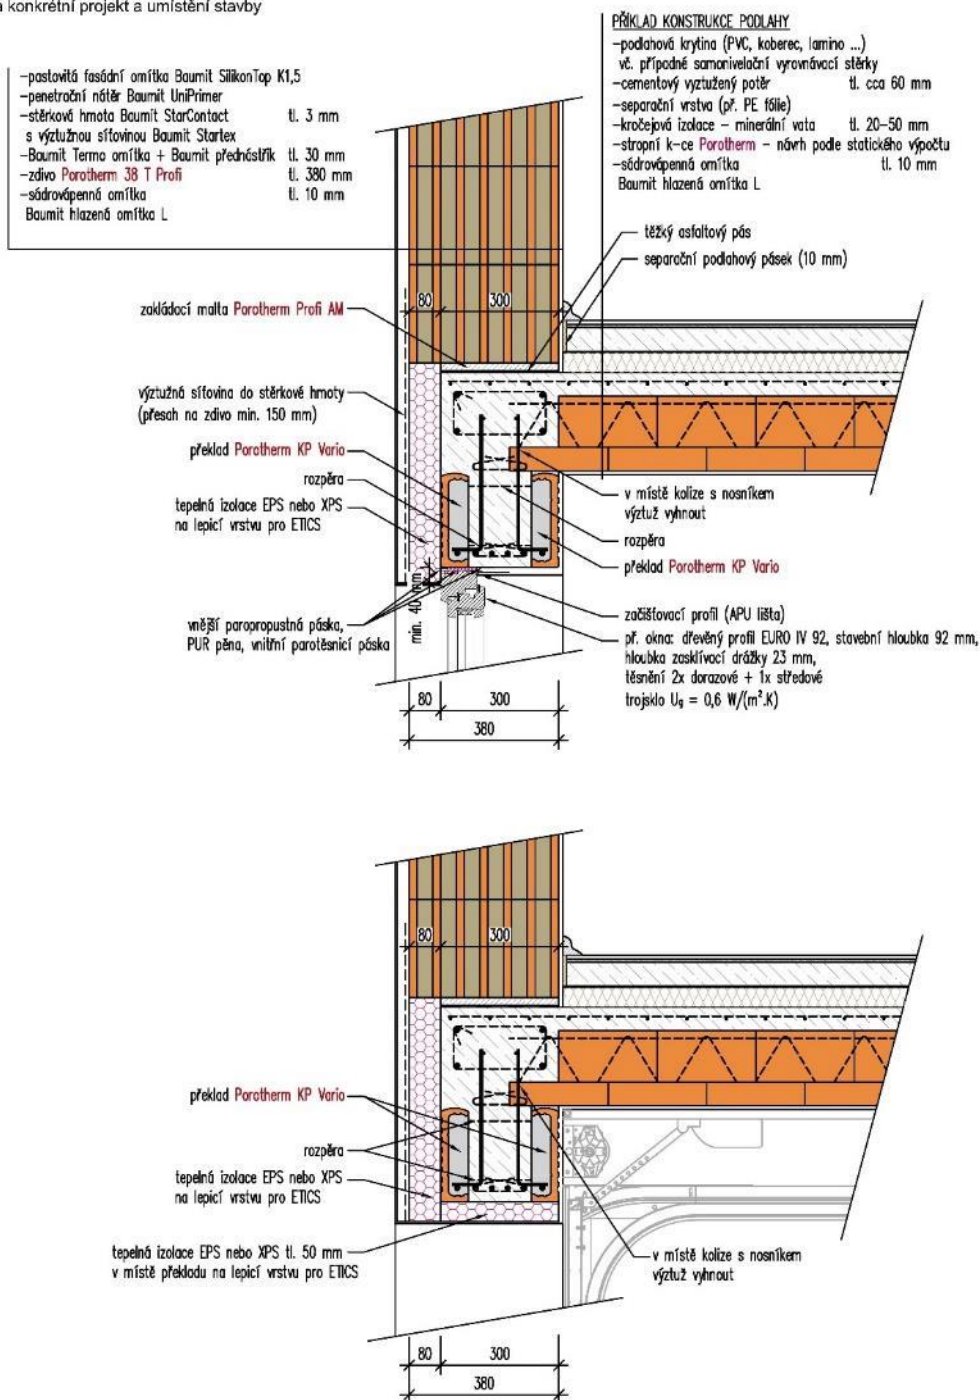 konkrétní projekt a umístění stavby
-pastovitá fasádní omítka Baumit SilikonTop K1,5
-penetrační nátěr Baumit UniPrimer
-stěrková hmota Baumit StarContact tl. 3 mm
s výztužnou síťovinou Baumit Startex
-Baumit Termo omítka + Baumit přednástřik tl. 30 mm
-zdivo Porotherm 38 T Profi tl. 380 mm
-sádrovápenná omítka tl. 10 mm
Baumit hlazená omítka L
PŘÍKLAD KONSTRUKCE PODLAHY
-podlahová krytina (PVC, koberec, lamino ...)
vč. případné samonivelační vyrovnávací stěrky
-cementový vyztužený potěr tl. cca 60 mm
-separační vrstva (př. PE fólie)
-kročejová izolace – minerální vata tl. 20-50 mm
-stropní k-ce Porotherm – návrh podle statického výpočtu
-sádrovápenná omítka tl. 10 mm
Baumit hlazená omítka L
těžký asfaltový pás
separační podlahový pásek (10 mm)
80 300
zakládací malta Porotherm Profi AM
výztužná síťovina do stěrkové hmoty
(přesah na zdivo min. 150 mm)
překlad Porotherm KP Vario
rozpěra
tepelná izolace EPS nebo XPS
na lepicí vrstvu pro ETICS
v místě kolize s nosníkem
výztuž vyhnout
rozpěra
překlad Porotherm KP Vario
min. 40 mm
vnější paropropustná páska,
PUR pěna, vnitřní parotěsnicí páska
začišťovací profil (APU lišta)
př. okna: dřevěný profil EURO IV 92, stavební hloubka 92 mm,
hloubka zasklívací drážky 23 mm,
těsnění 2x dorazové + 1x středové
trojsklo Ug = 0,6 W/(m².K)
80 300
380
80 300
překlad Porotherm KP Vario
rozpěra
tepelná izolace EPS nebo XPS
na lepicí vrstvu pro ETICS
tepelná izolace EPS nebo XPS tl. 50 mm
v místě překladu na lepicí vrstvu pro ETICS
v místě kolize s nosníkem
výztuž vyhnout
80 300
380